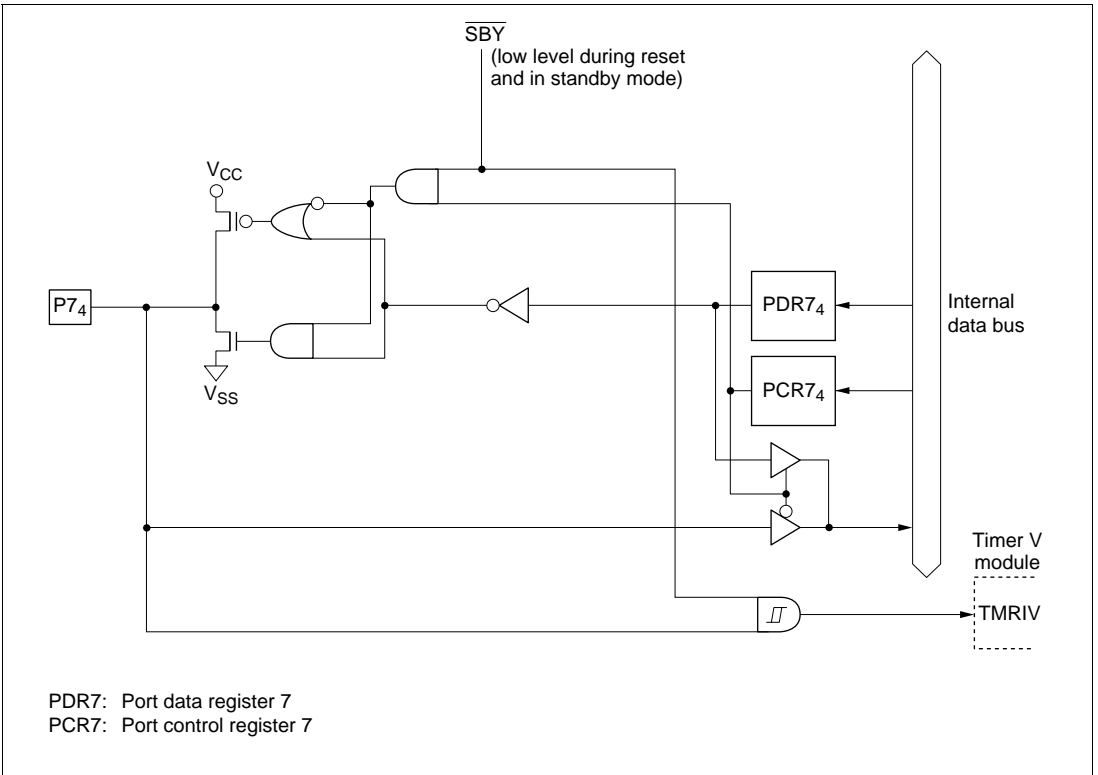 SBY
(low level during reset
and in standby mode)
VCC
P74
VSS
PDR74
PCR74
Internal
data bus
Timer V
module
TMRIV
PDR7: Port data register 7
PCR7: Port control register 7